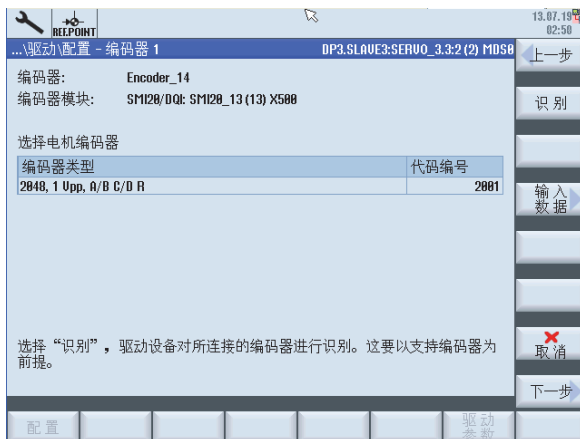 REF.POINT
13.07.19
02:50
...\驱动\配置 - 编码器 1
DP3.SLAVE3:SERVO_3.3:2 (2) MDS0
上一步
编码器:
Encoder_14
编码器模块:
SMI20/DQI: SMI20_13 (13) X500
识别
选择电机编码器
编码器类型
代码编号
2048, 1 Vpp, A/B C/D R
2001
输入
数据
选择“识别”，驱动设备对所连接的编码器进行识别。这要以支持编码器为
前提。
取消
下一步
配置
驱动
参数